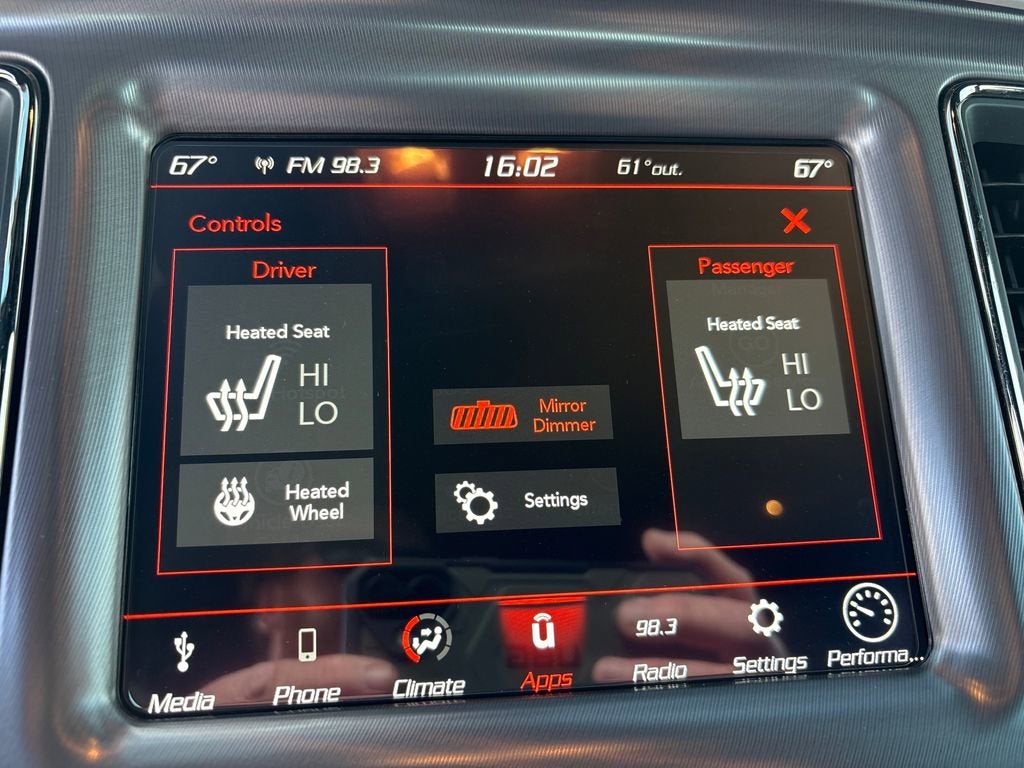 67° FM 98.3 16:02 61°out. 67°
Controls
Driver
Heated Seat
HI
LO
Heated
Wheel
Mirror
Dimmer
Settings
Passenger
Heated Seat
HI
LO
Media
Phone
Climate
ū
Apps
98.3
Radio
Settings
Performa...